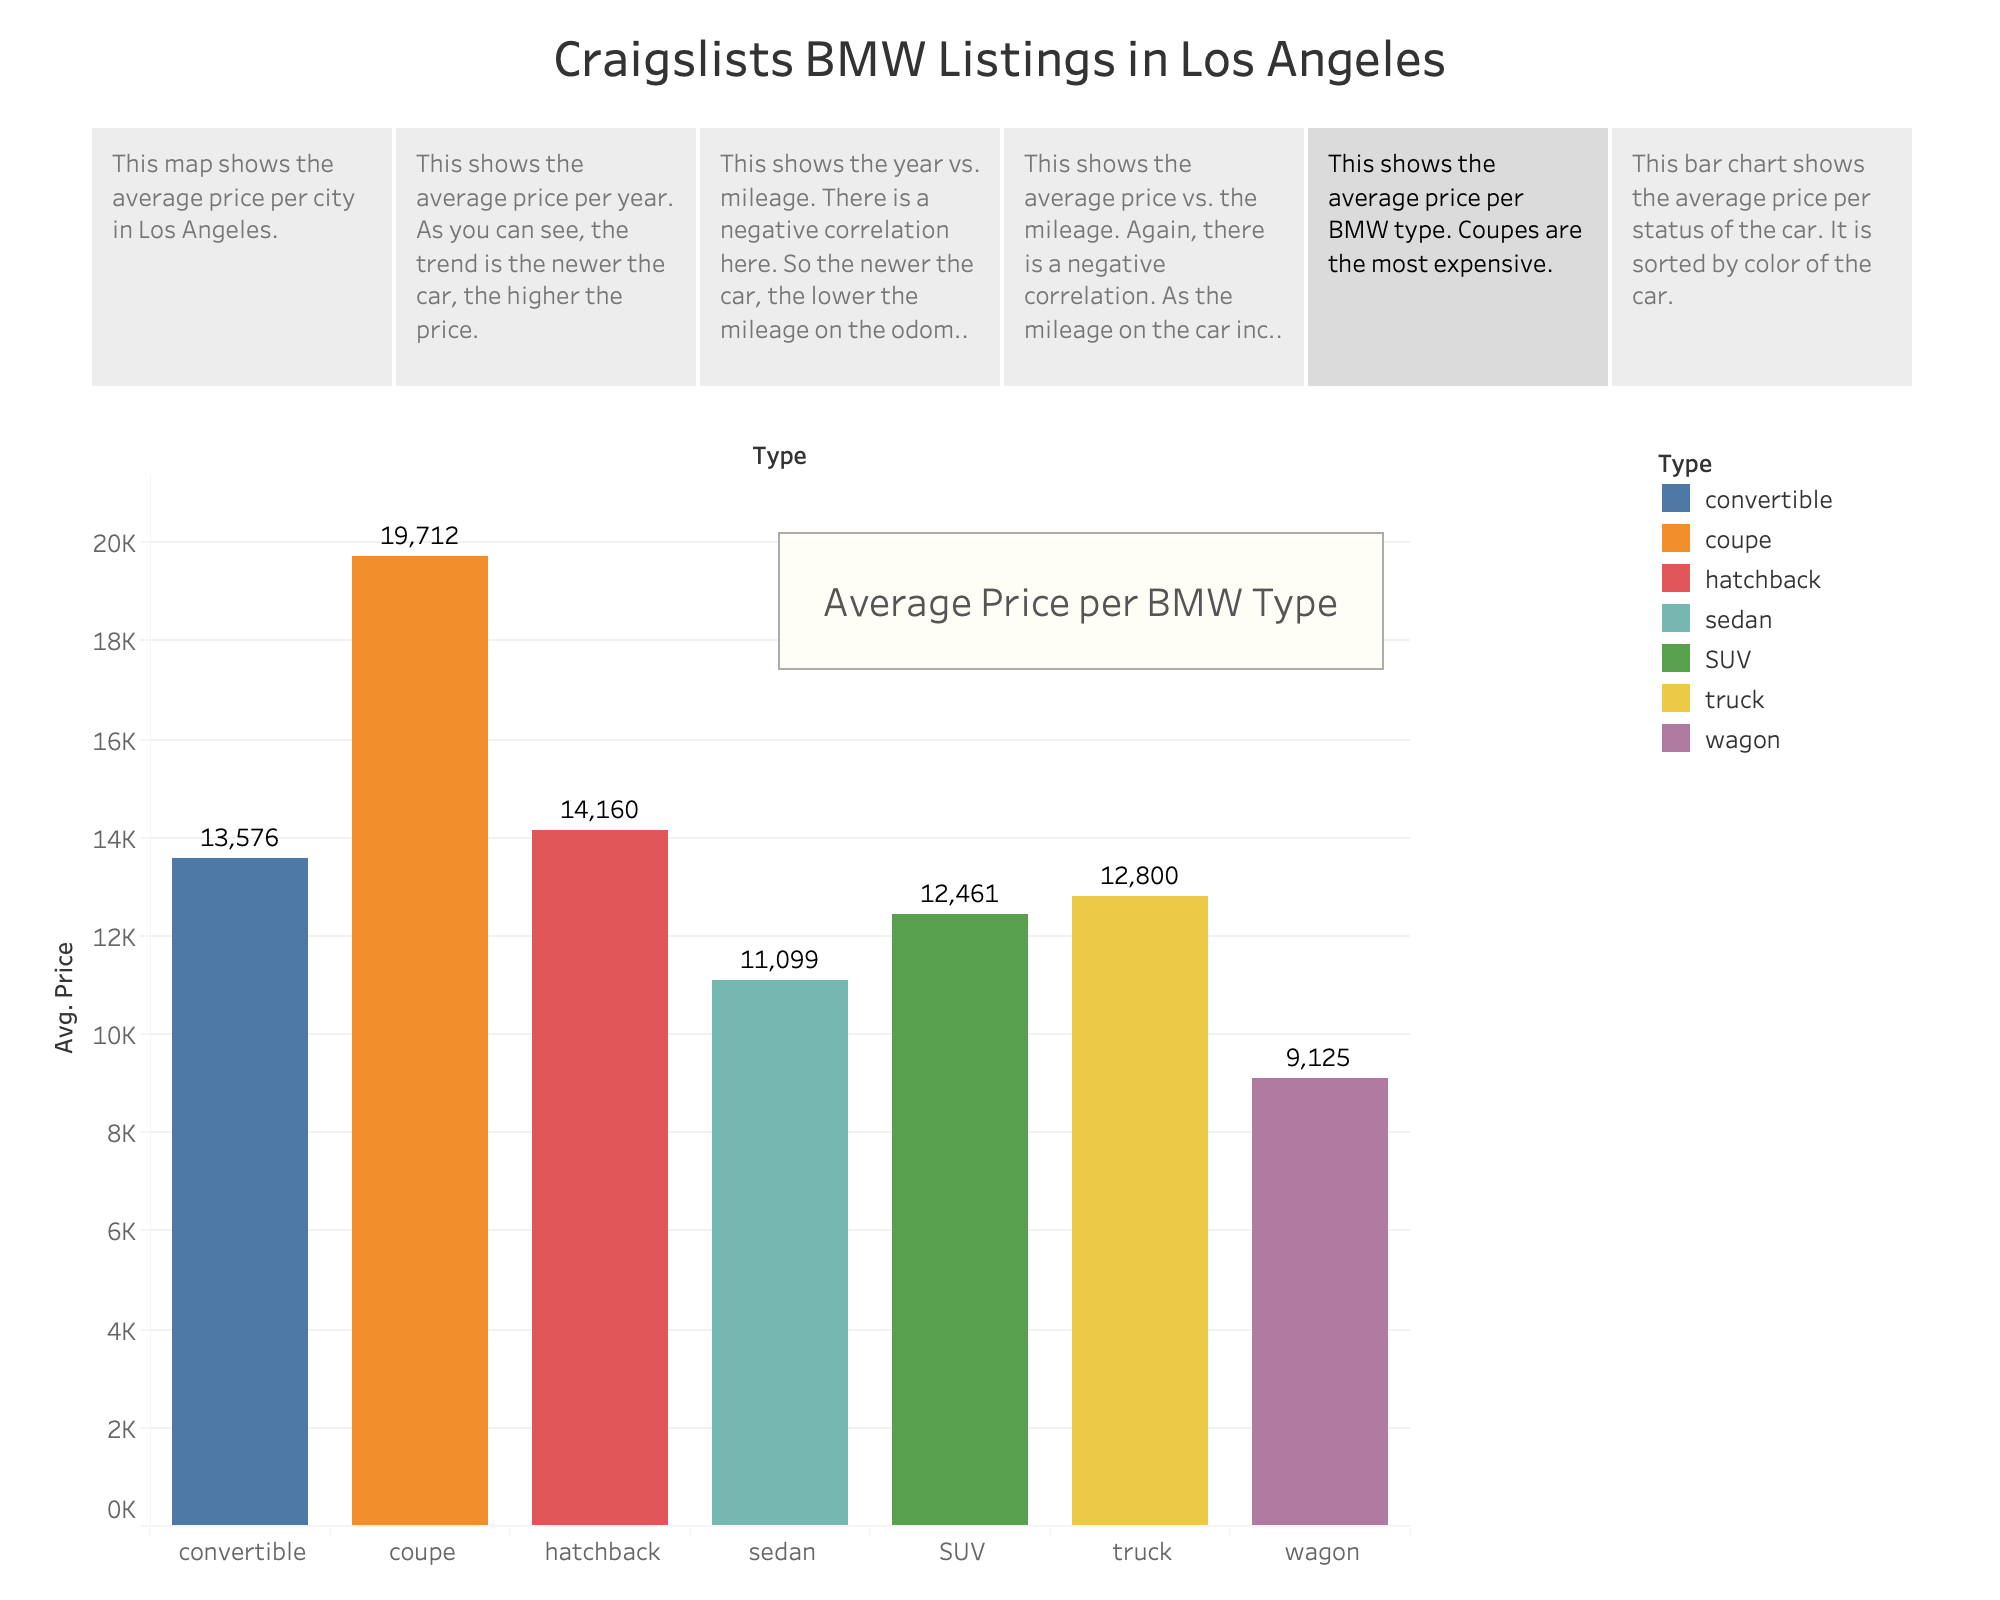 Craigslists BMW Listings in Los Angeles
This map shows the
average price per city
in Los Angeles.
This shows the
average price per year.
As you can see, the
trend is the newer the
car, the higher the
price.
This shows the year vs.
mileage. There is a
negative correlation
here. So the newer the
car, the lower the
mileage on the odom..
This shows the
average price vs. the
mileage. Again, there
is a negative
correlation. As the
mileage on the car inc..
This shows the
average price per
BMW type. Coupes are
the most expensive.
This bar chart shows
the average price per
status of the car. It is
sorted by color of the
car.
Type
Average Price per BMW Type
Avg. Price
20K
18K
16K
14K
12K
10K
8K
6K
4K
2K
0K
13,576
19,712
14,160
11,099
12,461
12,800
9,125
convertible
coupe
hatchback
sedan
SUV
truck
wagon
Type
convertible
coupe
hatchback
sedan
SUV
truck
wagon